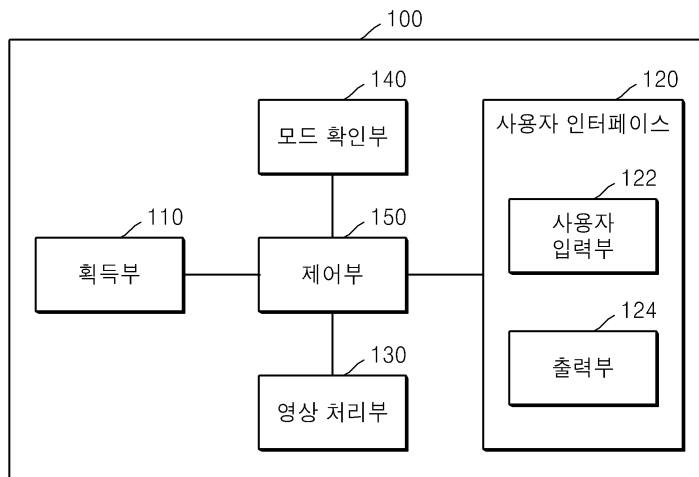 100
140
모드 확인부
120
사용자 인터페이스
122
사용자
입력부
110
획득부
150
제어부
124
출력부
130
영상 처리부